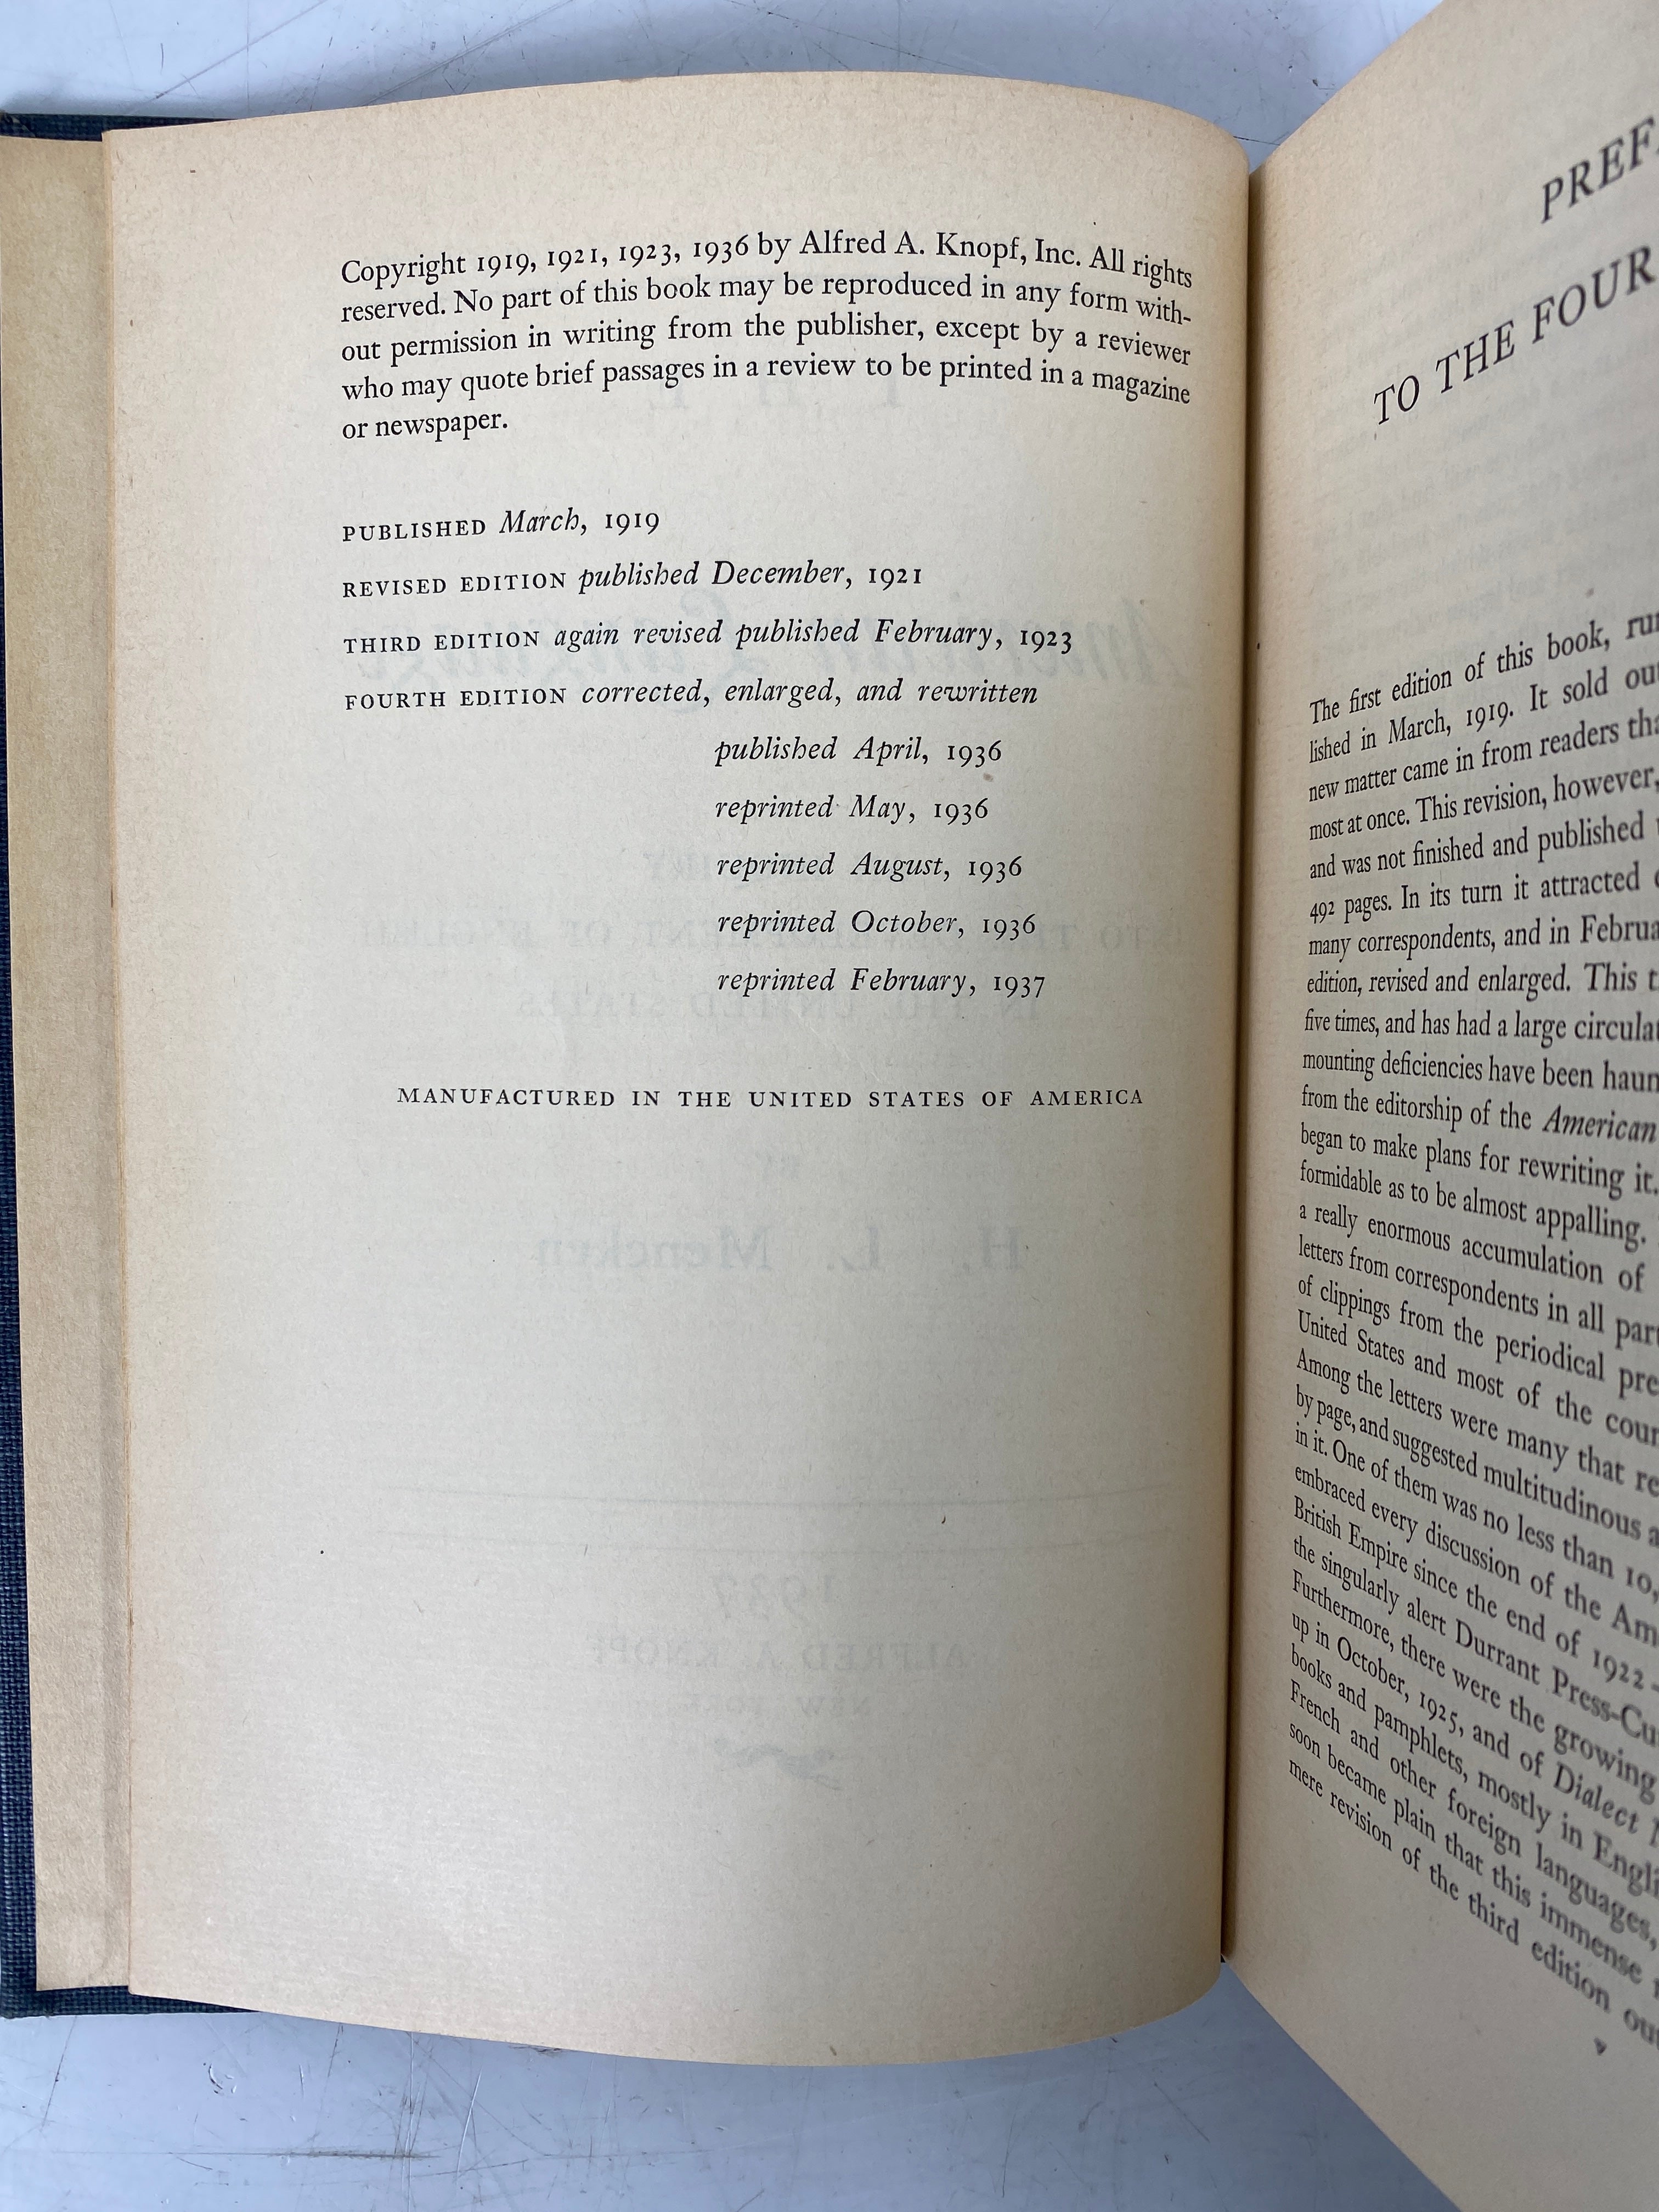 Copyright 1919, 1921, 1923, 1936 by Alfred A. Knopf, Inc. All rights
reserved. No part of this book may be reproduced in any form with-
out permission in writing from the publisher, except by a reviewer
who may quote brief passages in a review to be printed in a magazine
or newspaper.
PUBLISHED March, 1919
REVISED EDITION published December, 1921
THIRD EDITION again revised published February, 1923
FOURTH EDITION corrected, enlarged, and rewritten
published April, 1936
reprinted May, 1936
reprinted August, 1936
reprinted October, 1936
reprinted February, 1937
MANUFACTURED IN THE UNITED STATES OF AMERICA
H. L. Mencken
1937
ALFRED A. KNOPF
NEW YORK
TO THE
The first edition of this book,
lished in March, 1919. It sold
new matter came in from readers
most at once. This revision, however,
and was not finished and published
492 pages. In its turn it attracted
many correspondents, and in
edition, revised and enlarged. This
five times, and has had a large
mounting deficiencies have been
from the editorship of the American
began to make plans for rewriting it.
formidable as to be almost appalling.
a really enormous accumulation of
letters from correspondents in all
of clippings from the periodical
United States and most of the
Among the letters were many that
by page, and suggested multitudinous
in it. One of them was no less than
embraced every discussion of the
British Empire since the end of 1922 –
the singularly alert Durrant
Furthermore, there were the growing
up in October, 1925, and of Dialect
books and pamphlets, mostly in
French and other foreign languages,
soon became plain that this immense
mere revision of the third edition